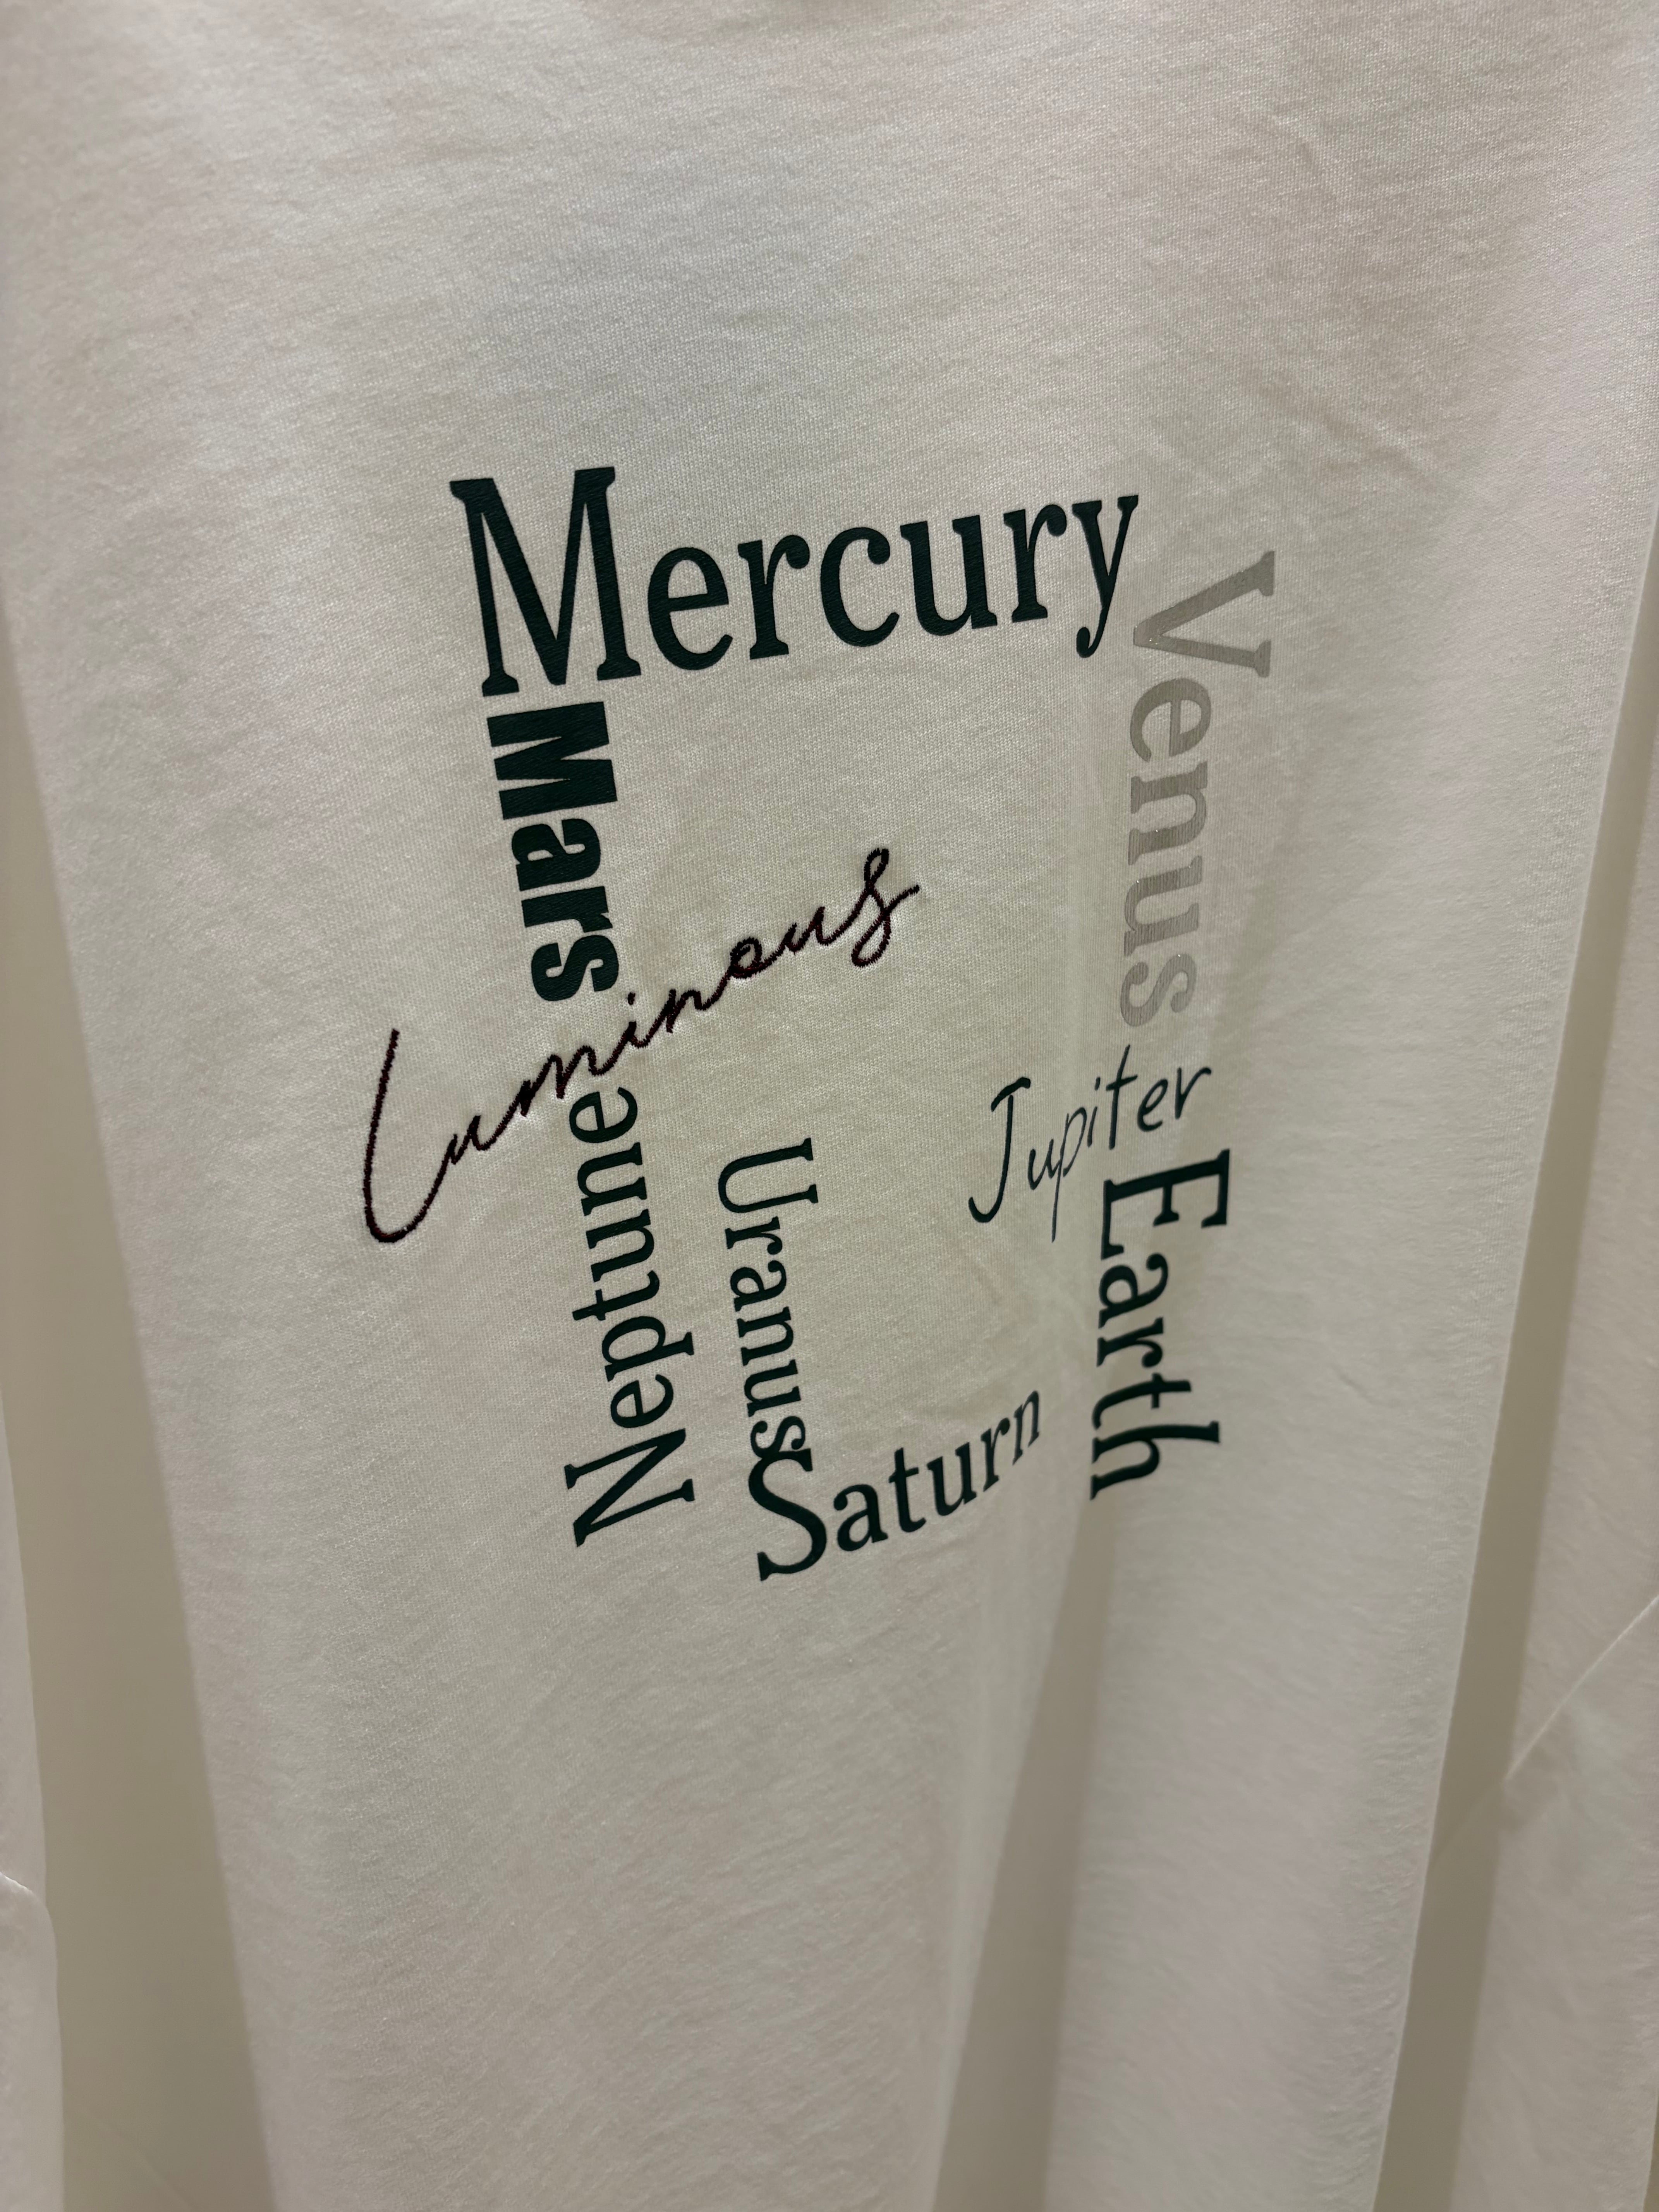 Mercury
Venus
Mars
Luminous
Jupiter
Neptune
Uranus
Earth
Saturn